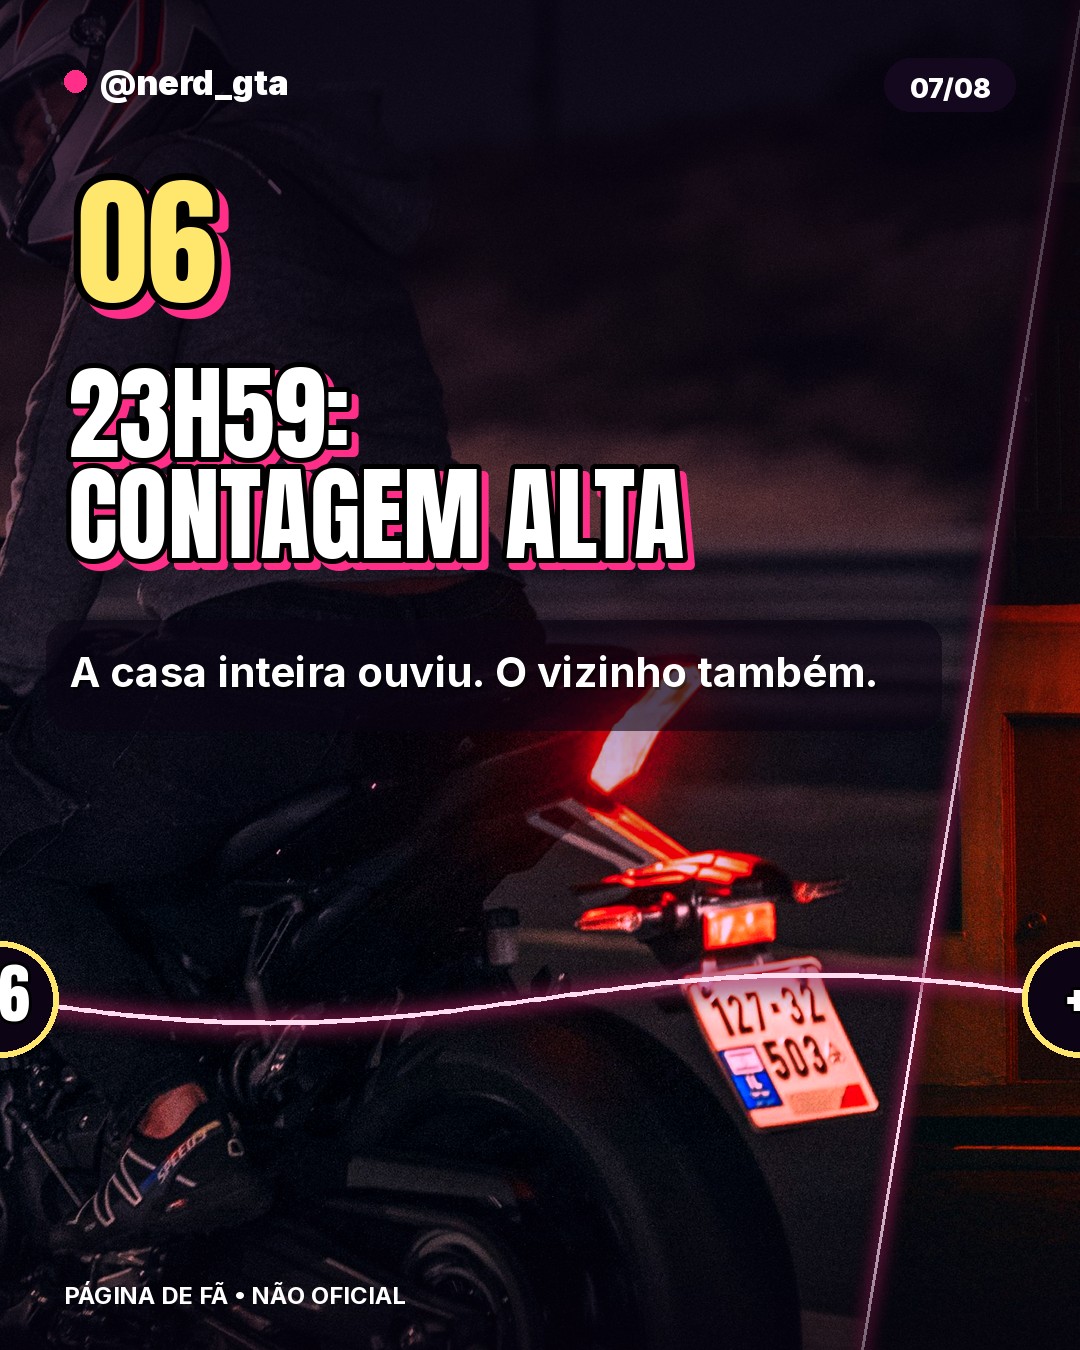 @nerd_gta
07/08
06
23H59:
CONTAGEM ALTA
A casa inteira ouviu. O vizinho também.
6
+
127-32
503
SPEED
PÁGINA DE FÃ • NÃO OFICIAL